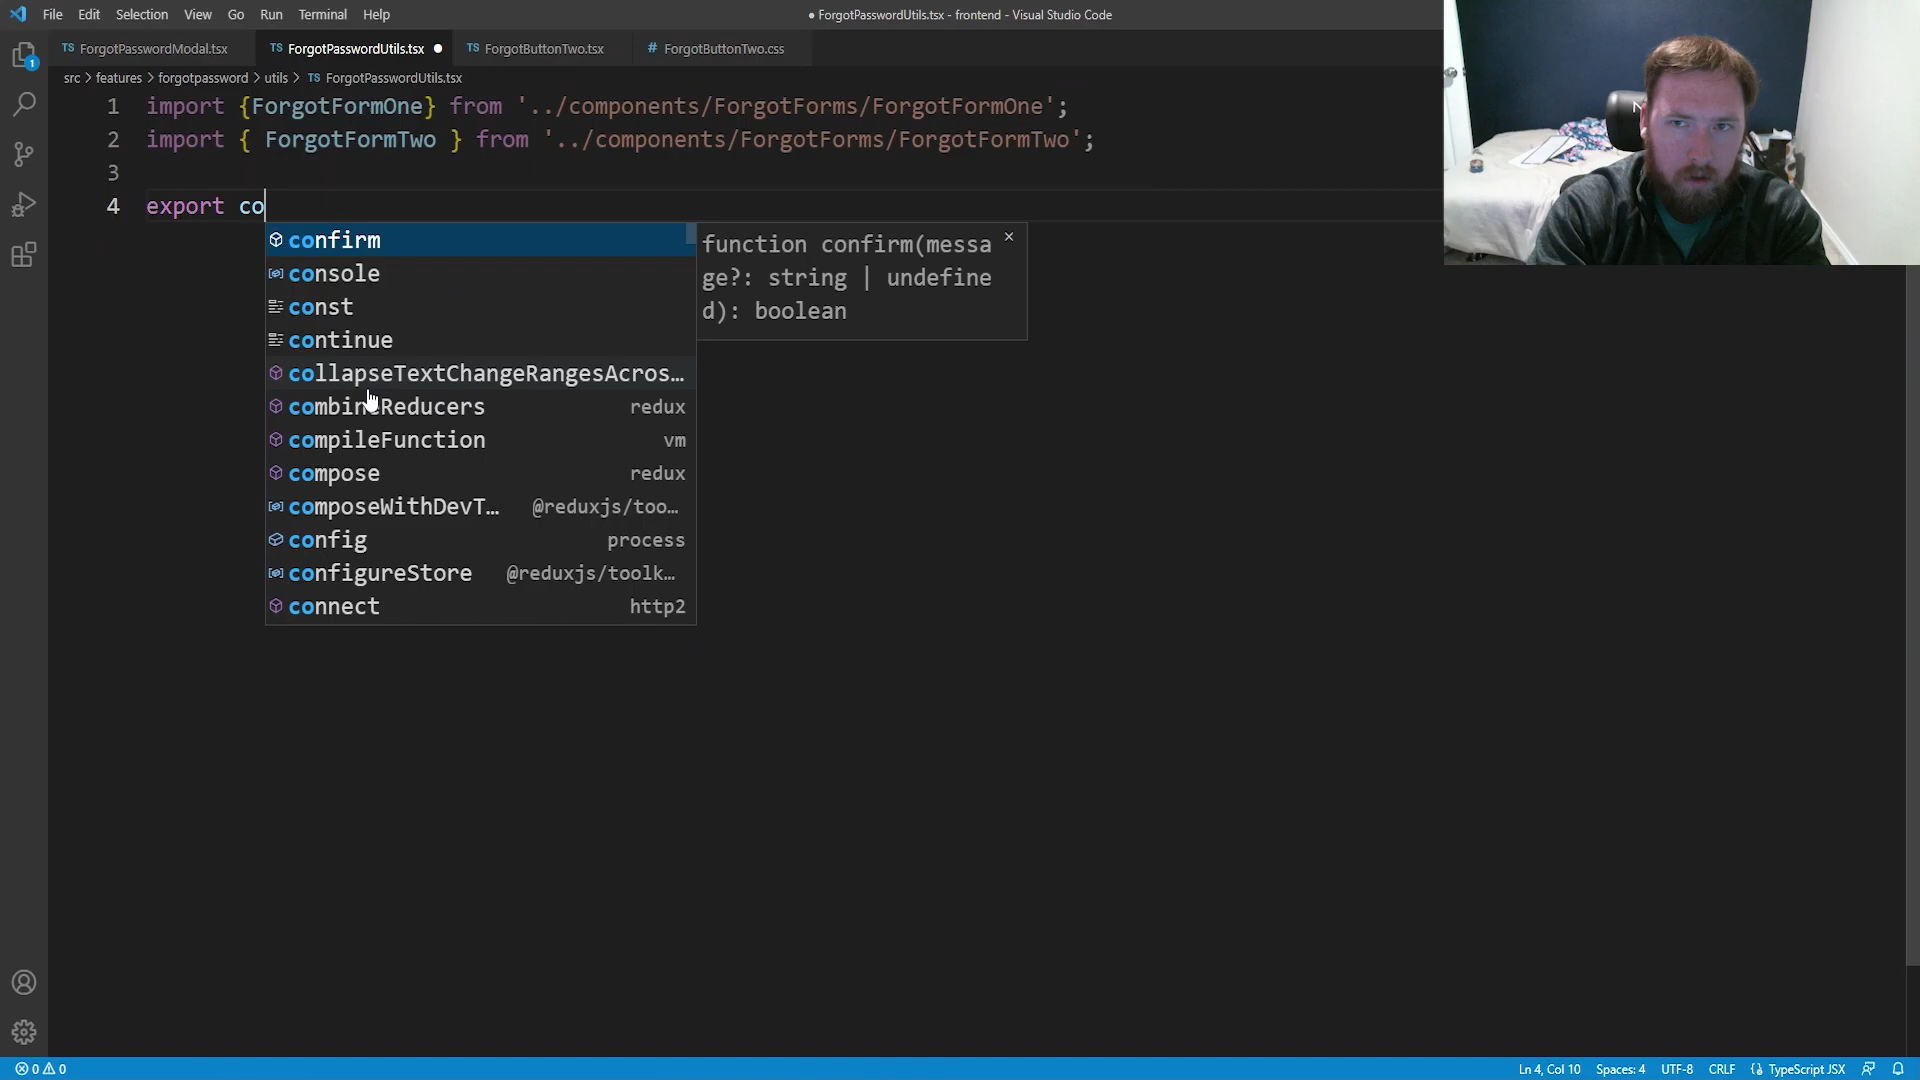 File Edit Selection View Go Run Terminal Help
● ForgotPasswordUtils.tsx - frontend - Visual Studio Code
TS ForgotPasswordModal.tsx
TS ForgotPasswordUtils.tsx ●
TS ForgotButtonTwo.tsx
# ForgotButtonTwo.css
src > features > forgotpassword > utils > TS ForgotPasswordUtils.tsx
1 import {ForgotFormOne} from '../components/ForgotForms/ForgotFormOne';
2 import { ForgotFormTwo } from '../components/ForgotForms/ForgotFormTwo';
3
4 export co
confirm
console
const
continue
collapseTextChangeRangesAcros…
combineReducers redux
compileFunction vm
compose redux
composeWithDevT… @reduxjs/too…
config process
configureStore @reduxjs/toolk…
connect http2
function confirm(messa
ge?: string | undefine
d): boolean
1
0 0
Ln 4, Col 10 Spaces: 4 UTF-8 CRLF {} TypeScript JSX